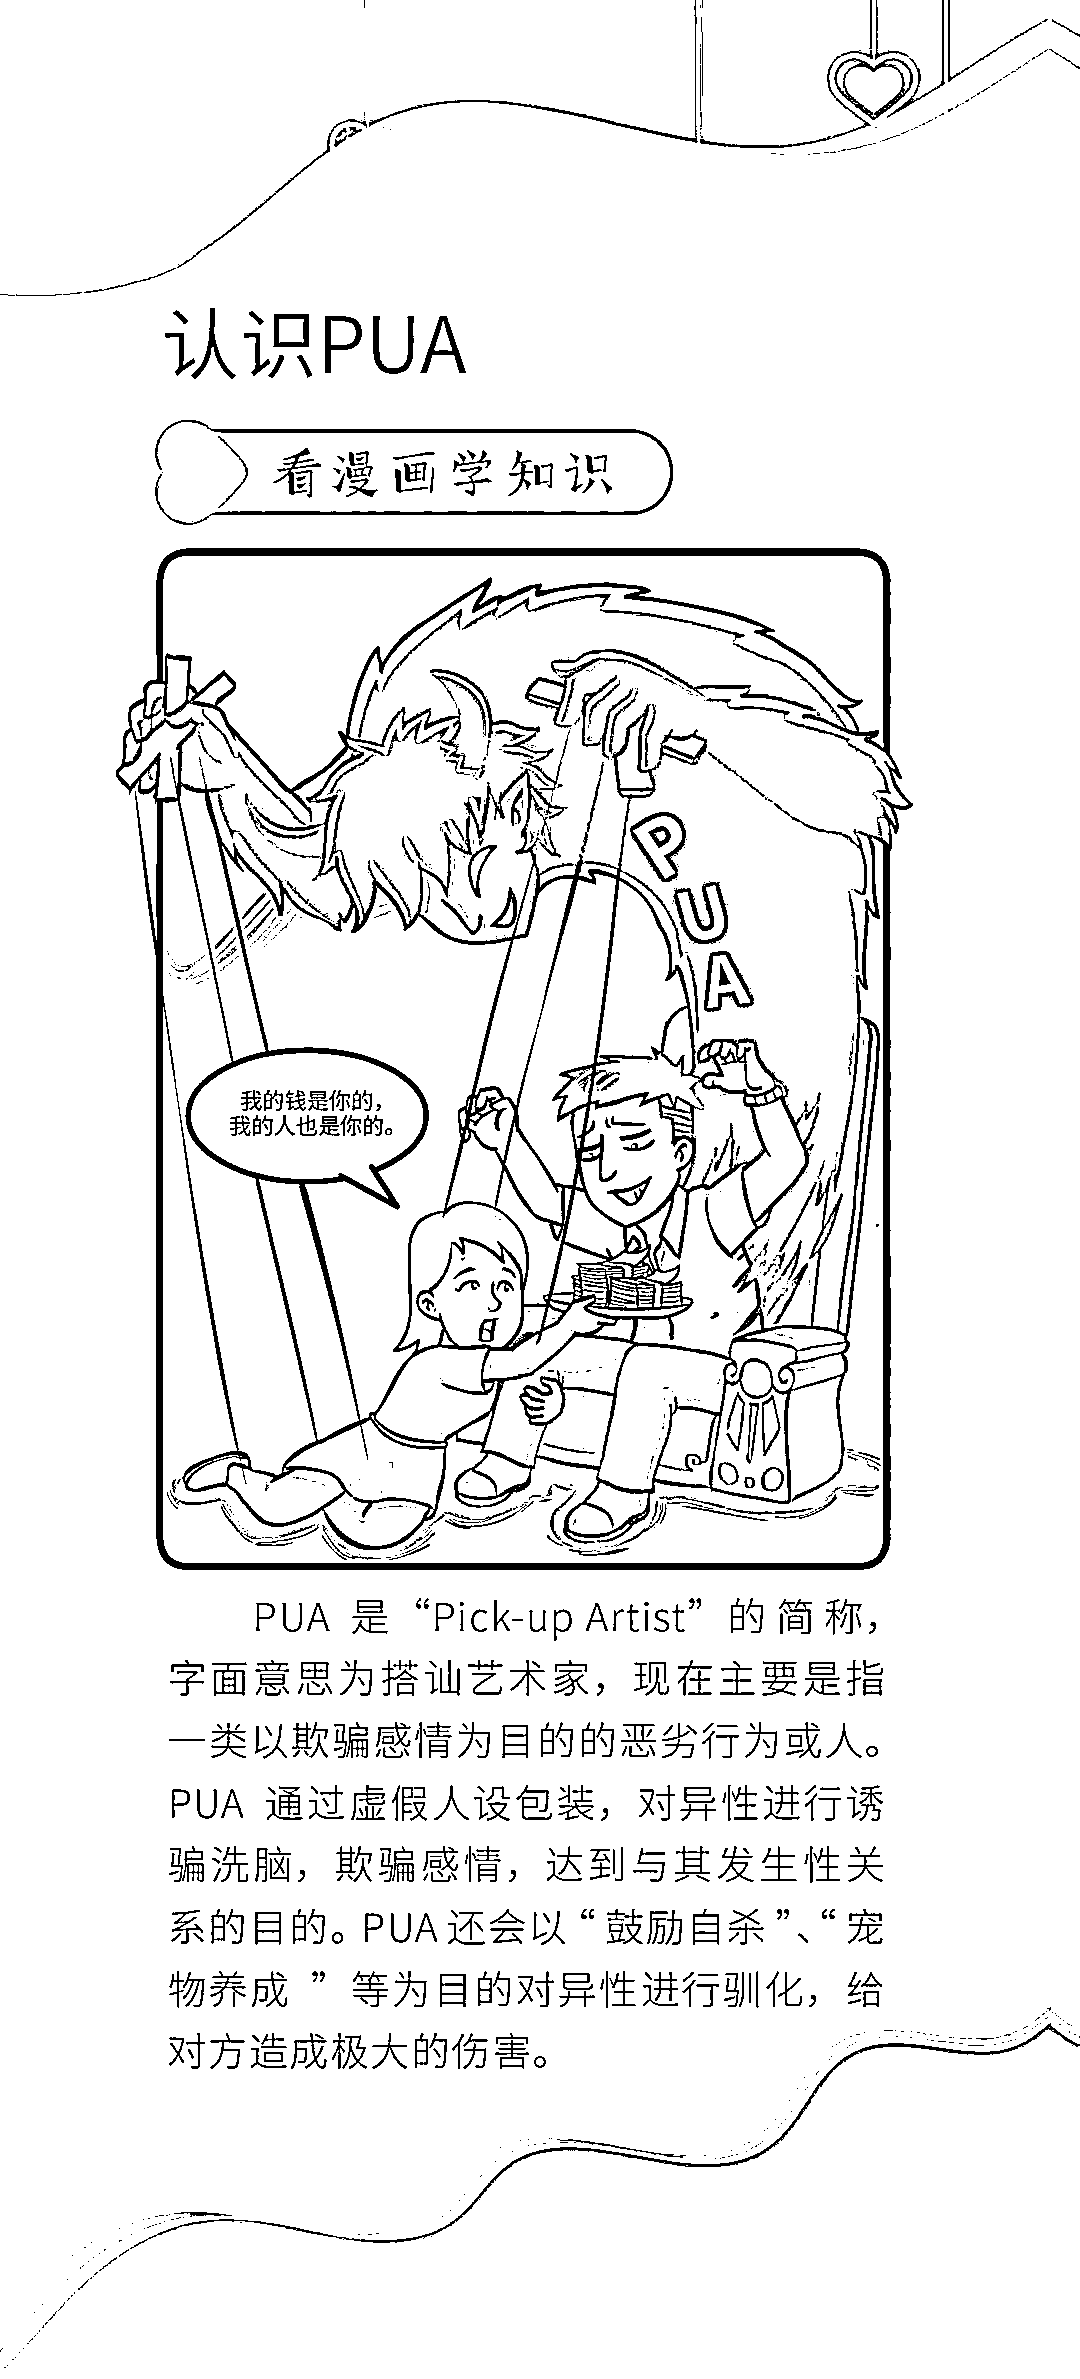 认识PUA
看漫画学知识
PUA
我的钱是你的，
我的人也是你的。
PUA 是“Pick-up Artist”的简称，
字面意思为搭讪艺术家，现在主要是指
一类以欺骗感情为目的的恶劣行为或人。
PUA 通过虚假人设包装，对异性进行诱
骗洗脑，欺骗感情，达到与其发生性关
系的目的。PUA还会以“鼓励自杀”、“宠
物养成 ”等为目的对异性进行驯化，给
对方造成极大的伤害。